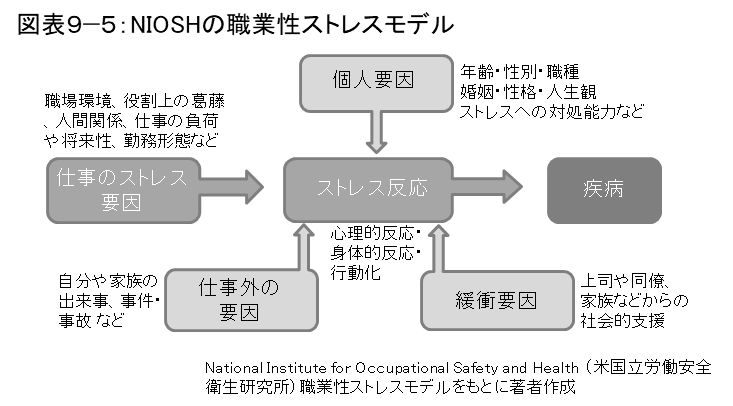 図表９－５：NIOSHの職業性ストレスモデル
個人要因
年齢・性別・職種
婚姻・性格・人生観
ストレスへの対処能力など
職場環境、役割上の葛藤
、人間関係、仕事の負荷
や将来性、勤務形態など
仕事のストレス
要因
ストレス反応
疾病
心理的反応・
身体的反応・
行動化
自分や家族の
出来事、事件・
事故 など
仕事外の
要因
緩衝要因
上司や同僚、
家族などからの
社会的支援
National Institute for Occupational Safety and Health （米国立労働安全
衛生研究所）職業性ストレスモデルをもとに著者作成